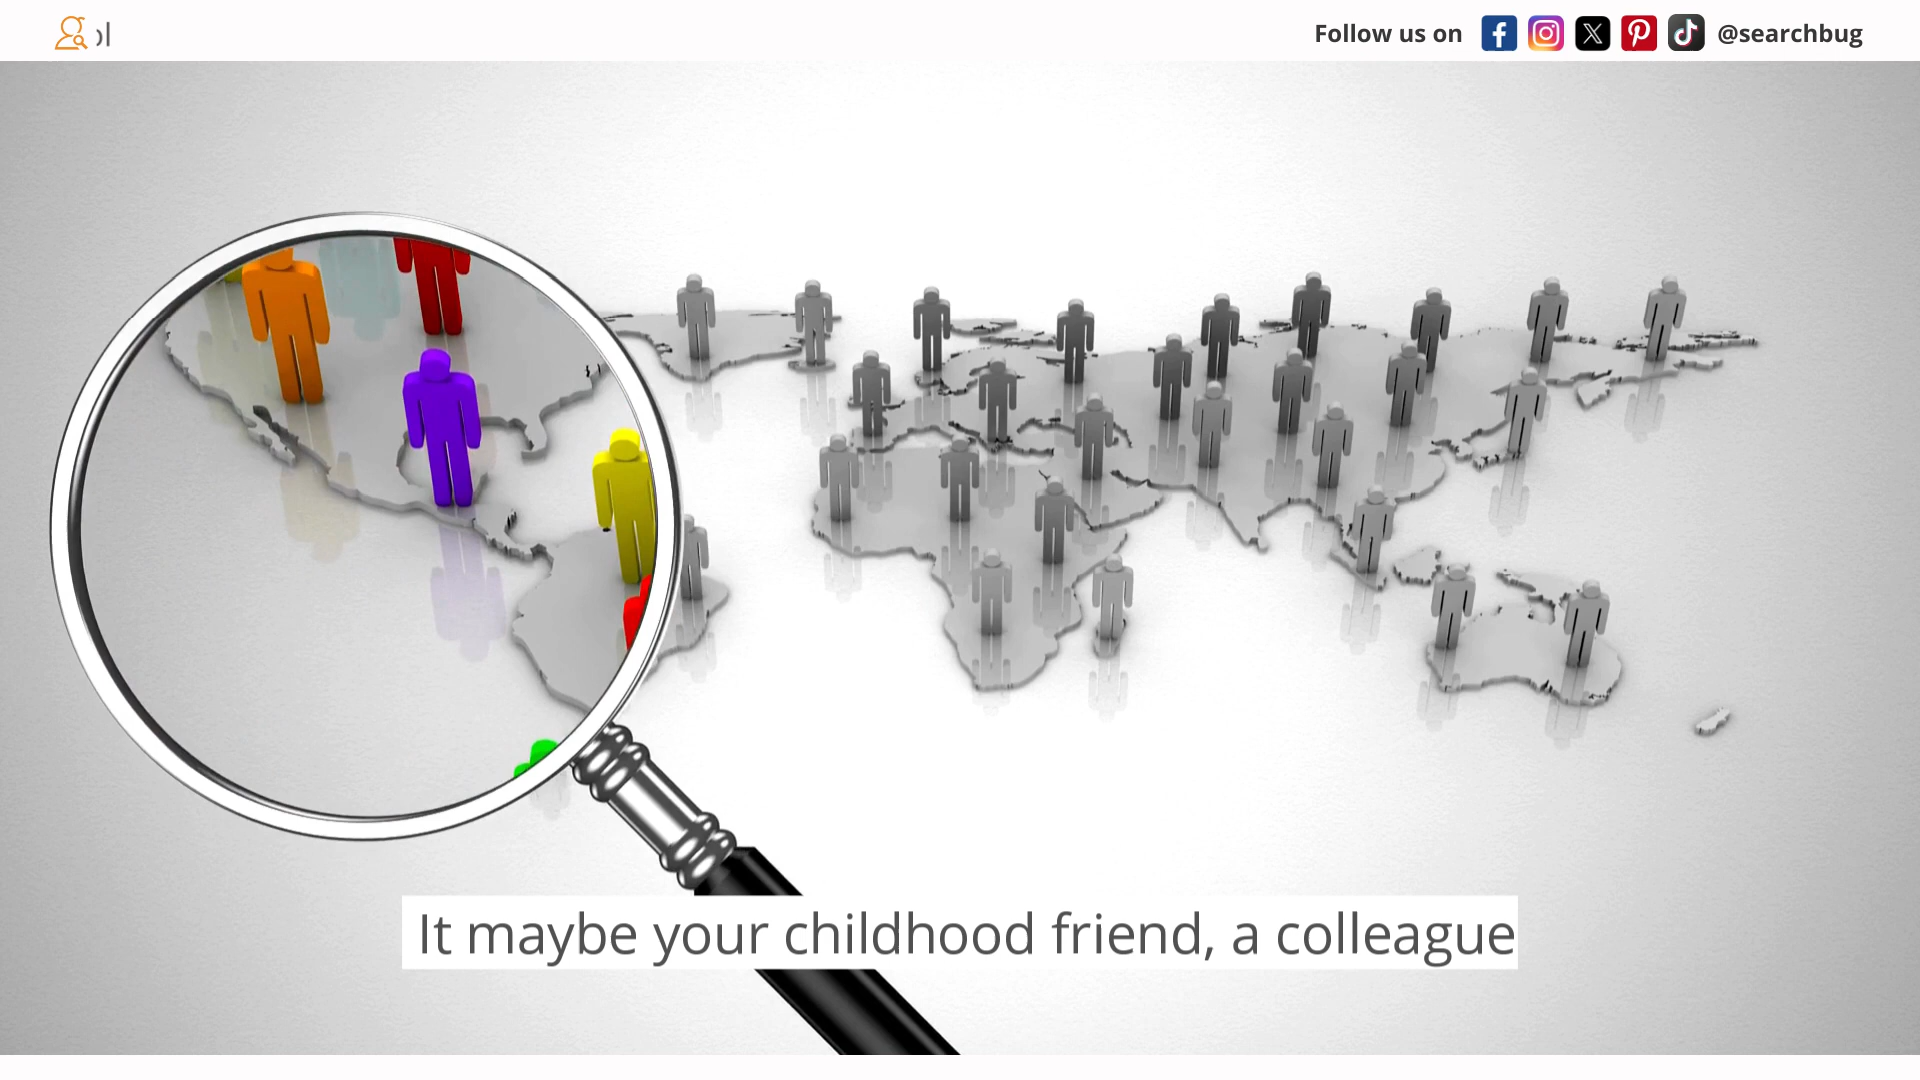 Follow us on @searchbug
It maybe your childhood friend, a colleague